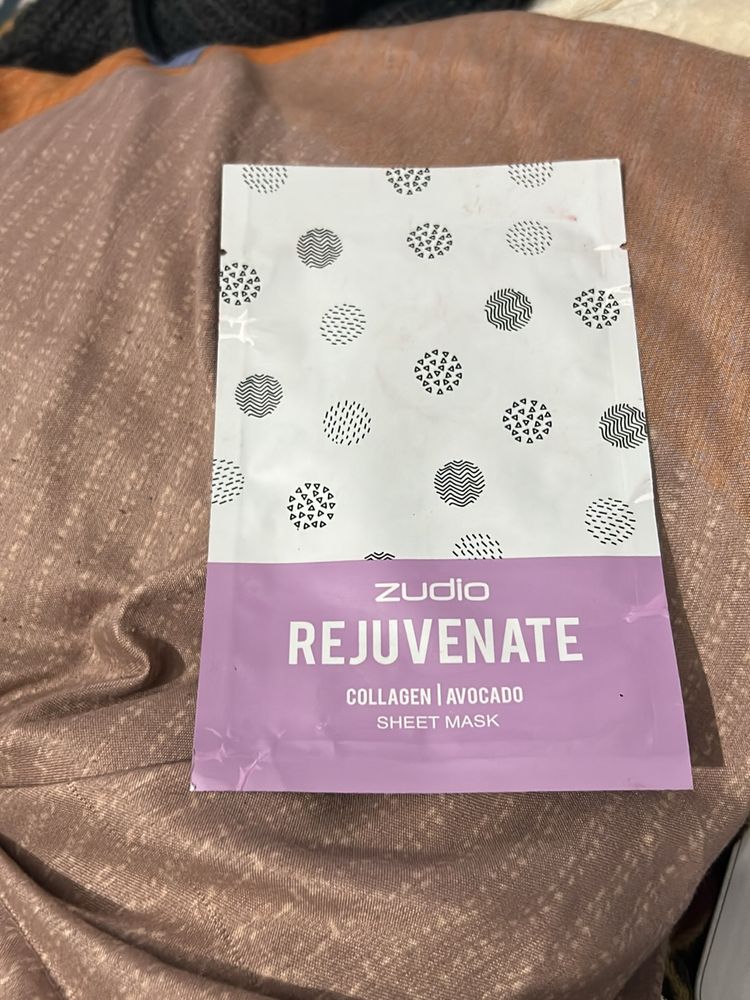 zudio
REJUVENATE
COLLAGEN | AVOCADO
SHEET MASK